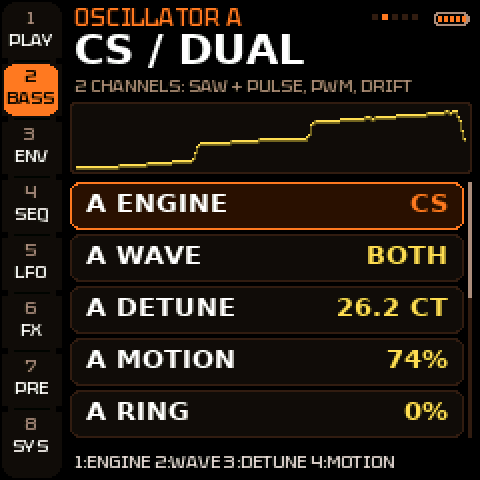 1
PLAY
2
BASS
3
ENV
4
SEQ
5
LFO
6
FX
7
PRE
8
SYS
OSCILLATOR A
CS / DUAL
2 CHANNELS: SAW + PULSE, PWM, DRIFT
A ENGINE CS
A WAVE BOTH
A DETUNE 26.2 CT
A MOTION 74%
A RING 0%
1:ENGINE 2:WAVE 3:DETUNE 4:MOTION